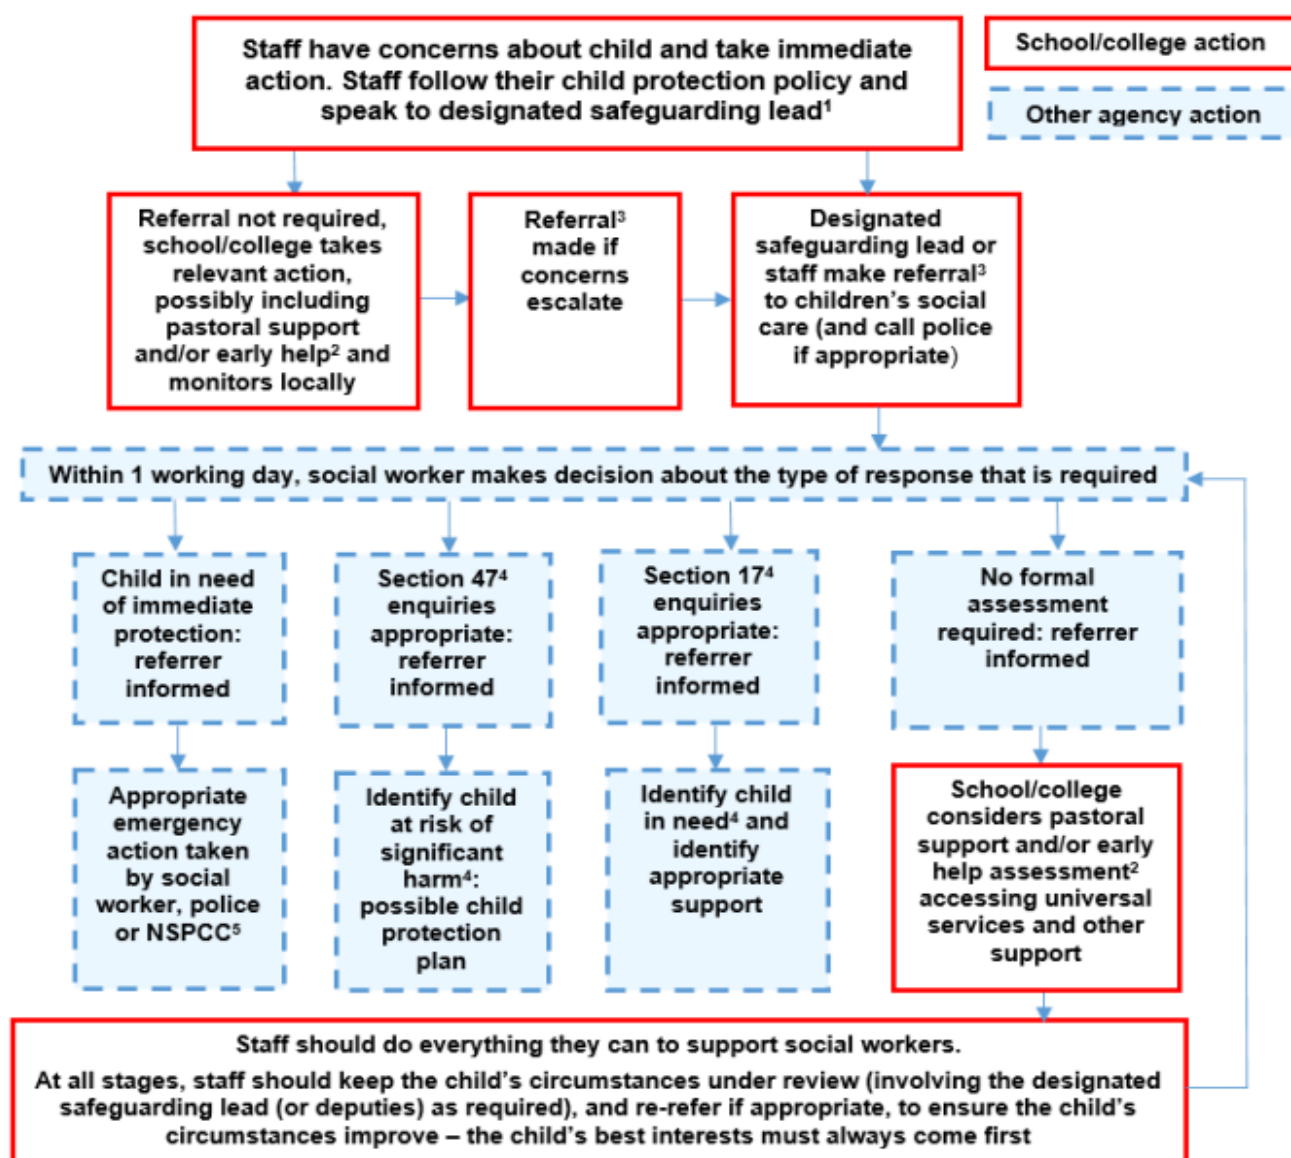 Staff have concerns about child and take immediate
action. Staff follow their child protection policy and
speak to designated safeguarding lead¹
School/college action
Other agency action
Referral not required,
school/college takes
relevant action,
possibly including
pastoral support
and/or early help² and
monitors locally
Referral³
made if
concerns
escalate
Designated
safeguarding lead or
staff make referral³
to children’s social
care (and call police
if appropriate)
Within 1 working day, social worker makes decision about the type of response that is required
Child in need
of immediate
protection:
referrer
informed
Section 47⁴
enquiries
appropriate:
referrer
informed
Section 17⁴
enquiries
appropriate:
referrer
informed
No formal
assessment
required: referrer
informed
Appropriate
emergency
action taken
by social
worker, police
or NSPCC⁵
Identify child
at risk of
significant
harm⁴:
possible child
protection
plan
Identify child
in need⁴ and
identify
appropriate
support
School/college
considers pastoral
support and/or early
help assessment²
accessing universal
services and other
support
Staff should do everything they can to support social workers.
At all stages, staff should keep the child’s circumstances under review (involving the designated
safeguarding lead (or deputies) as required), and re-refer if appropriate, to ensure the child’s
circumstances improve – the child’s best interests must always come first